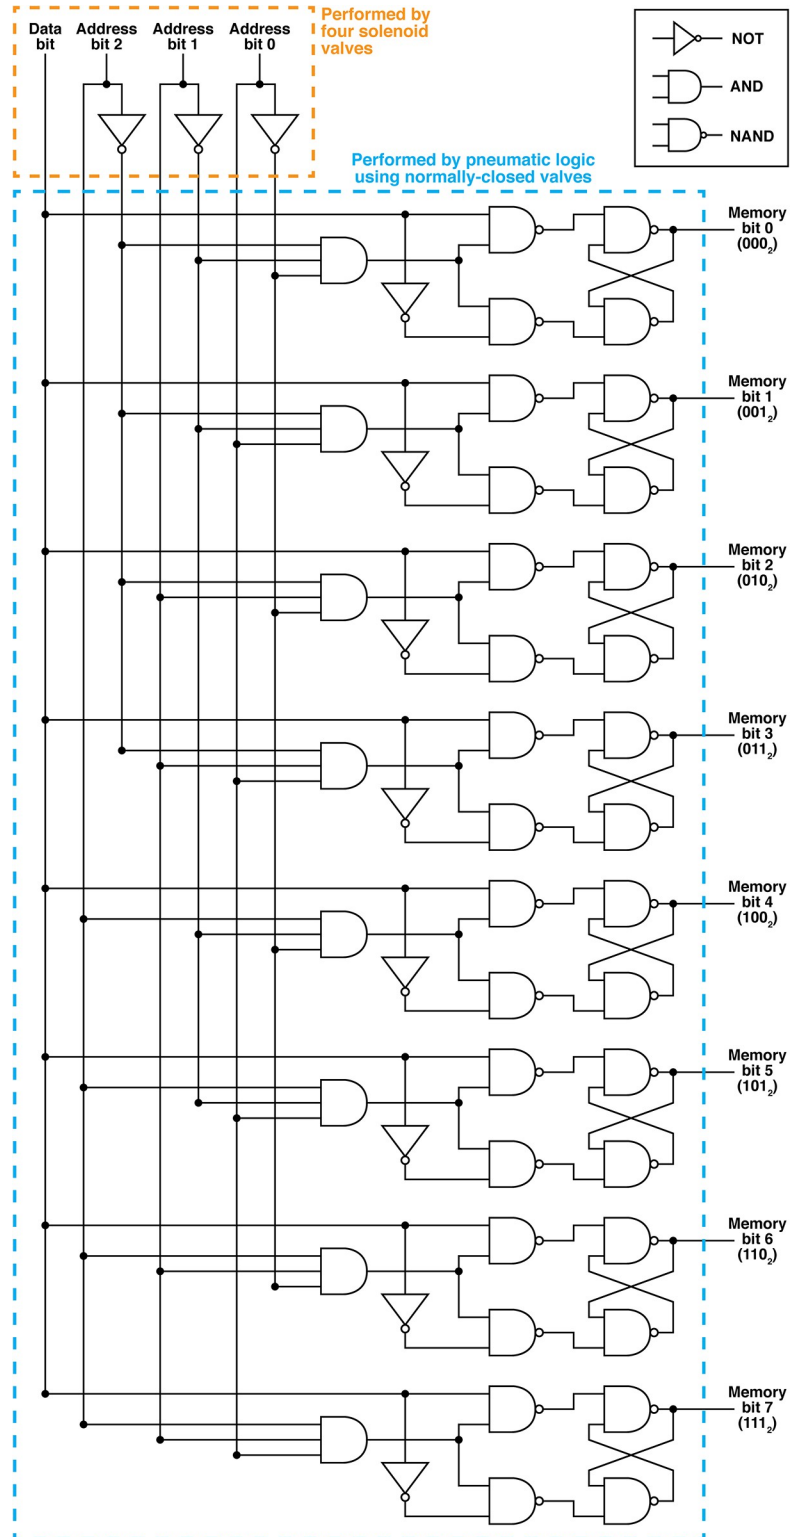 Data
bit
Address
bit 2
Address
bit 1
Address
bit 0
Performed by
four solenoid
valves
NOT
AND
NAND
Performed by pneumatic logic
using normally-closed valves
Memory
bit 0
(000₂)
Memory
bit 1
(001₂)
Memory
bit 2
(010₂)
Memory
bit 3
(011₂)
Memory
bit 4
(100₂)
Memory
bit 5
(101₂)
Memory
bit 6
(110₂)
Memory
bit 7
(111₂)